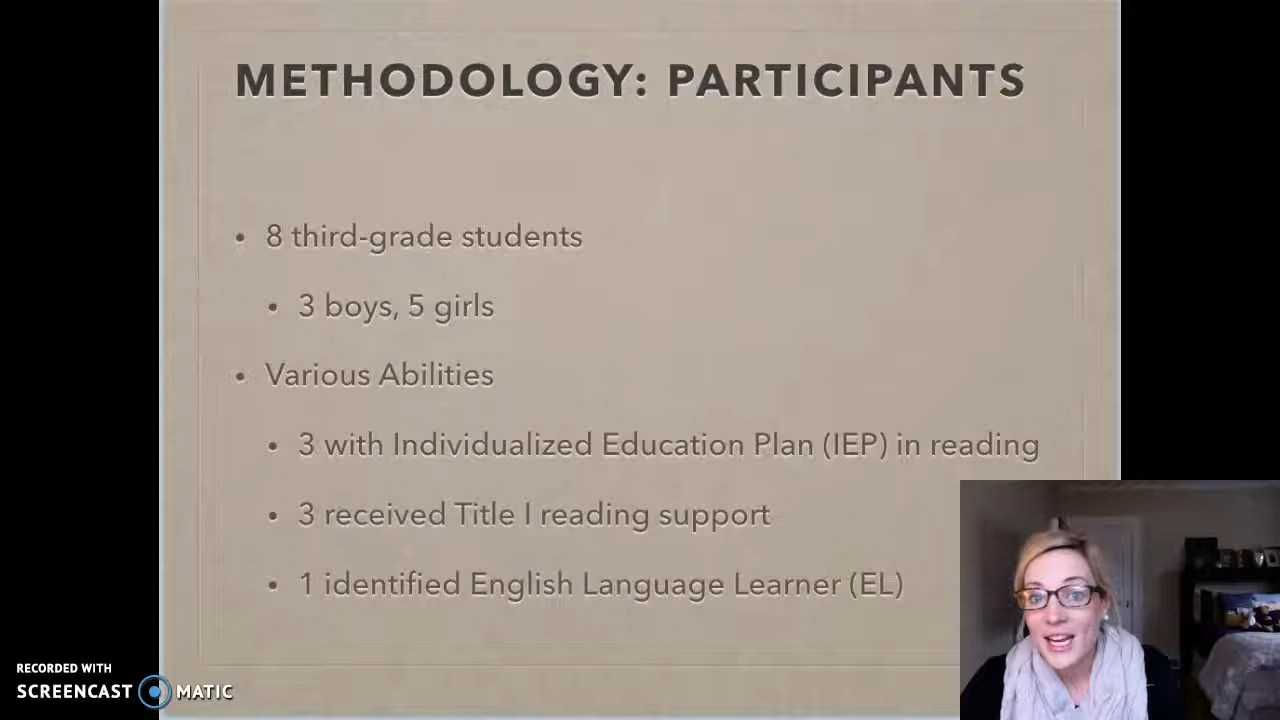 METHODOLOGY: PARTICIPANTS
• 8 third-grade students
• 3 boys, 5 girls
• Various Abilities
• 3 with Individualized Education Plan (IEP) in reading
• 3 received Title I reading support
• 1 identified English Language Learner (EL)
RECORDED WITH
SCREENCAST MATIC